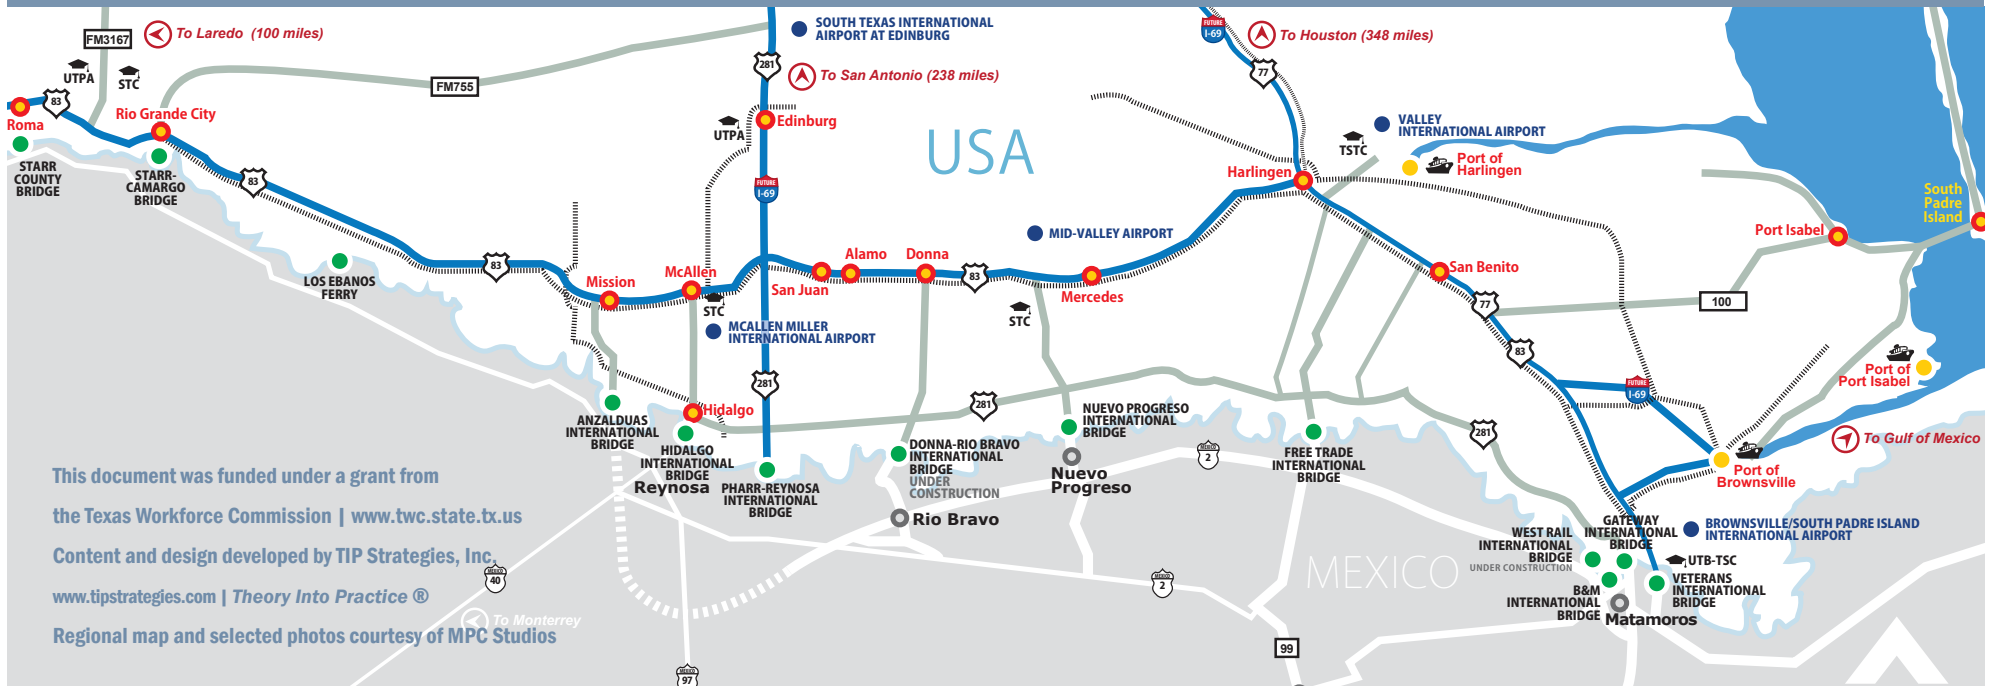 FM3167
To Laredo (100 miles)
UTPA
STC
83
Roma
Rio Grande City
STARR
COUNTY
BRIDGE
STARR-
CAMARGO
BRIDGE
FM755
83
LOS EBANOS
FERRY
83
SOUTH TEXAS INTERNATIONAL
AIRPORT AT EDINBURG
281
To San Antonio (238 miles)
UTPA
Edinburg
FUTURE
I-69
USA
Mission
McAllen
STC
San Juan
Alamo
Donna
83
MCALLEN MILLER
INTERNATIONAL AIRPORT
281
MID-VALLEY AIRPORT
STC
Mercedes
FUTURE
I-69
To Houston (348 miles)
77
Harlingen
TSTC
VALLEY
INTERNATIONAL AIRPORT
Port of
Harlingen
San Benito
77
83
100
Port Isabel
South
Padre
Island
Port of
Port Isabel
FUTURE
I-69
To Gulf of Mexico
Port of
Brownsville
Hidalgo
281
281
ANZALDUAS
INTERNATIONAL
BRIDGE
HIDALGO
INTERNATIONAL
BRIDGE
Reynosa
PHARR-REYNOSA
INTERNATIONAL
BRIDGE
DONNA-RIO BRAVO
INTERNATIONAL
BRIDGE
UNDER
CONSTRUCTION
Rio Bravo
NUEVO PROGRESO
INTERNATIONAL
BRIDGE
Nuevo
Progreso
MEXICO
2
FREE TRADE
INTERNATIONAL
BRIDGE
MEXICO
2
MEXICO
WEST RAIL
INTERNATIONAL
BRIDGE
UNDER CONSTRUCTION
GATEWAY
INTERNATIONAL
BRIDGE
BROWNSVILLE/SOUTH PADRE ISLAND
INTERNATIONAL AIRPORT
UTB-TSC
VETERANS
INTERNATIONAL
BRIDGE
B&M
INTERNATIONAL
BRIDGE
Matamoros
99
MEXICO
40
To Monterrey
MEXICO
97
This document was funded under a grant from
the Texas Workforce Commission | www.twc.state.tx.us
Content and design developed by TIP Strategies, Inc.
www.tipstrategies.com | Theory Into Practice ®
Regional map and selected photos courtesy of MPC Studios